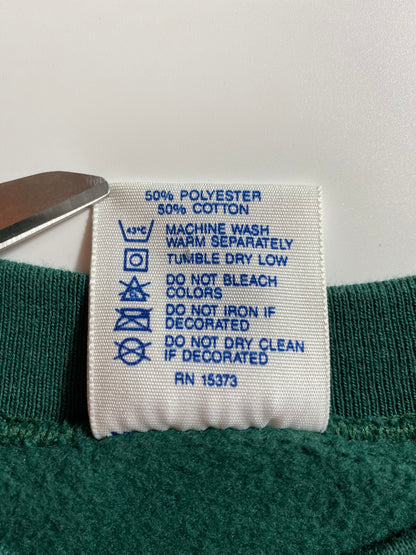 50% POLYESTER
50% COTTON
43°C MACHINE WASH
WARM SEPARATELY
TUMBLE DRY LOW
CL DO NOT BLEACH
COLORS
DO NOT IRON IF
DECORATED
DO NOT DRY CLEAN
IF DECORATED
RN 15373